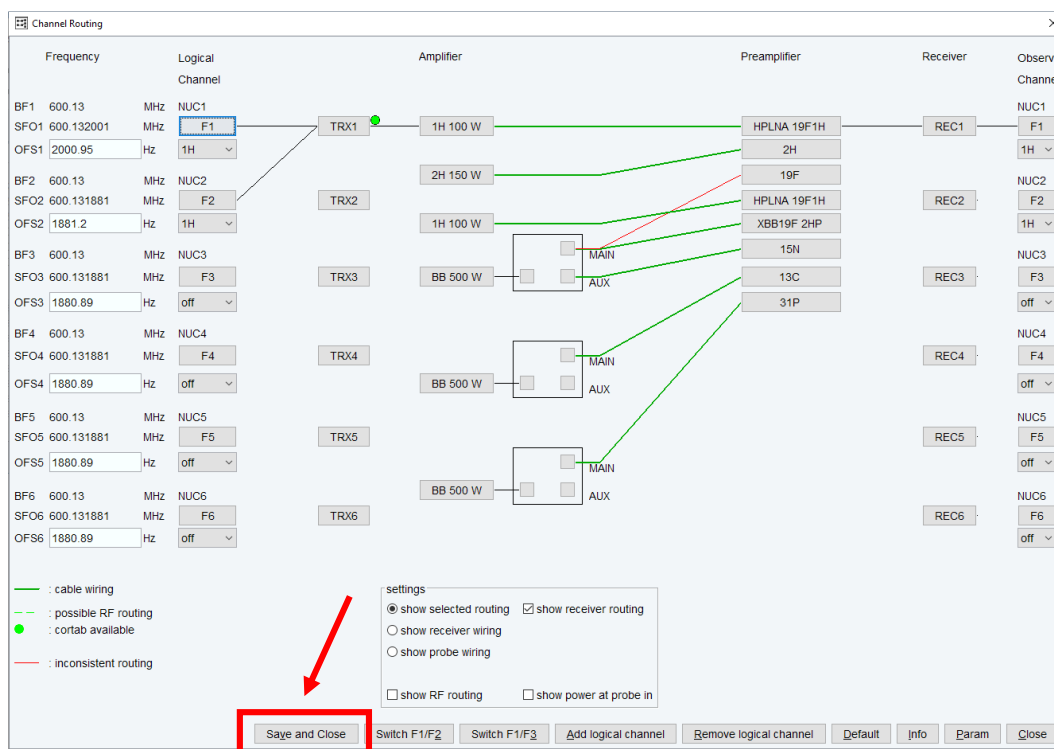 Channel Routing
Frequency Logical Channel Amplifier Preamplifier Receiver Observ Channe
BF1 600.13 MHz NUC1 NUC1
SFO1 600.132001 MHz F1 TRX1 1H 100 W HPLNA 19F1H REC1 F1
OFS1 2000.95 Hz 1H 2H 1H
BF2 600.13 MHz NUC2 2H 150 W 19F NUC2
SFO2 600.131881 MHz F2 TRX2 HPLNA 19F1H REC2 F2
OFS2 1881.2 Hz 1H 1H 100 W XBB19F 2HP 1H
BF3 600.13 MHz NUC3 MAIN 15N NUC3
SFO3 600.131881 MHz F3 TRX3 BB 500 W AUX 13C REC3 F3
OFS3 1880.89 Hz off 31P off
BF4 600.13 MHz NUC4 NUC4
SFO4 600.131881 MHz F4 TRX4 MAIN REC4 F4
OFS4 1880.89 Hz off BB 500 W AUX off
BF5 600.13 MHz NUC5 NUC5
SFO5 600.131881 MHz F5 TRX5 REC5 F5
OFS5 1880.89 Hz off MAIN off
BF6 600.13 MHz NUC6 BB 500 W AUX NUC6
SFO6 600.131881 MHz F6 TRX6 REC6 F6
OFS6 1880.89 Hz off off
: cable wiring
: possible RF routing
: cortab available
: inconsistent routing
settings
show selected routing show receiver routing
show receiver wiring
show probe wiring
show RF routing show power at probe in
Save and Close Switch F1/F2 Switch F1/F3 Add logical channel Remove logical channel Default Info Param Close